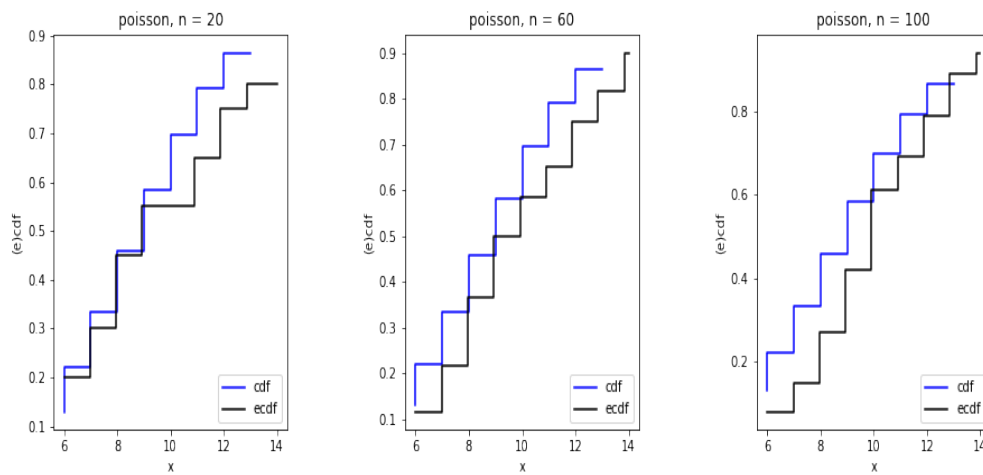 poisson, n = 20
0.9
0.8
0.7
0.6
0.5
0.4
0.3
0.2
0.1
(e)cdf
6 8 10 12 14
x
cdf
ecdf
poisson, n = 60
0.9
0.8
0.7
0.6
0.5
0.4
0.3
0.2
0.1
(e)cdf
6 8 10 12 14
x
cdf
ecdf
poisson, n = 100
0.8
0.6
0.4
0.2
(e)cdf
6 8 10 12 14
x
cdf
ecdf